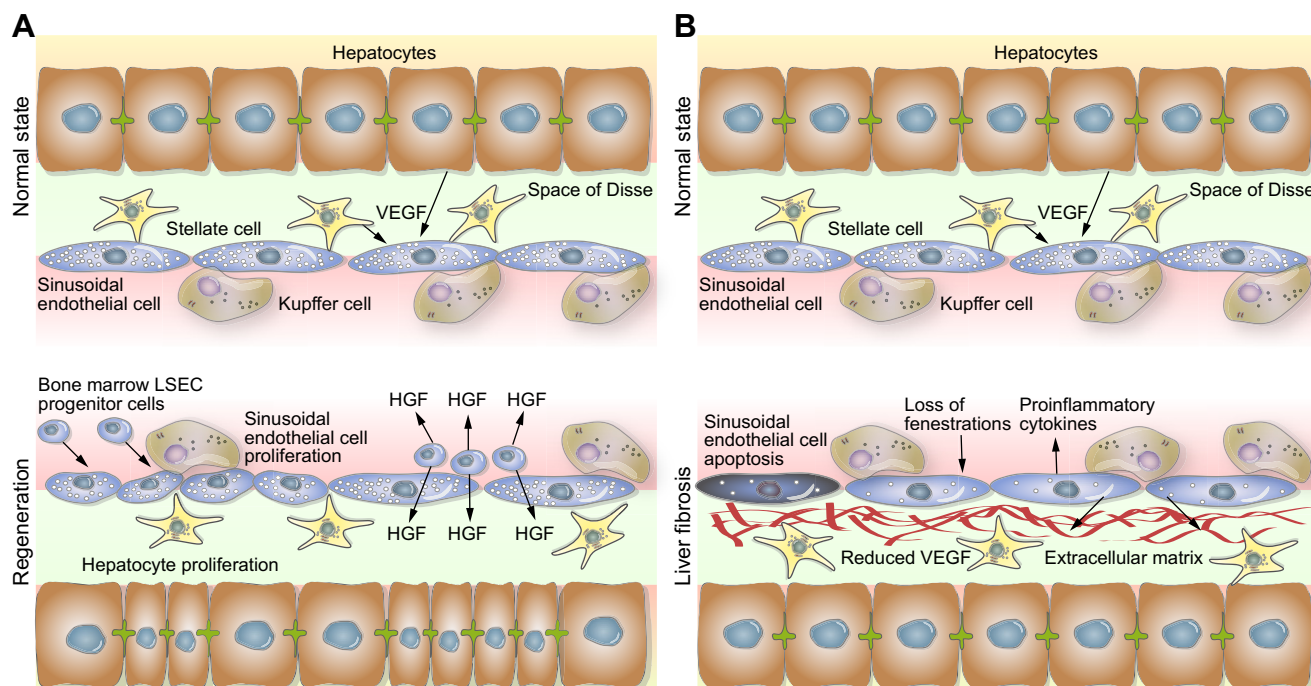 A
Normal state
Hepatocytes
Space of Disse
VEGF
Stellate cell
Sinusoidal
endothelial cell
Kupffer cell
Regeneration
Bone marrow LSEC
progenitor cells
Sinusoidal
endothelial cell
proliferation
HGF HGF HGF
HGF HGF HGF
Hepatocyte proliferation
B
Normal state
Hepatocytes
Space of Disse
VEGF
Stellate cell
Sinusoidal
endothelial cell
Kupffer cell
Liver fibrosis
Sinusoidal
endothelial cell
apoptosis
Loss of
fenestrations
Proinflammatory
cytokines
Reduced VEGF
Extracellular matrix